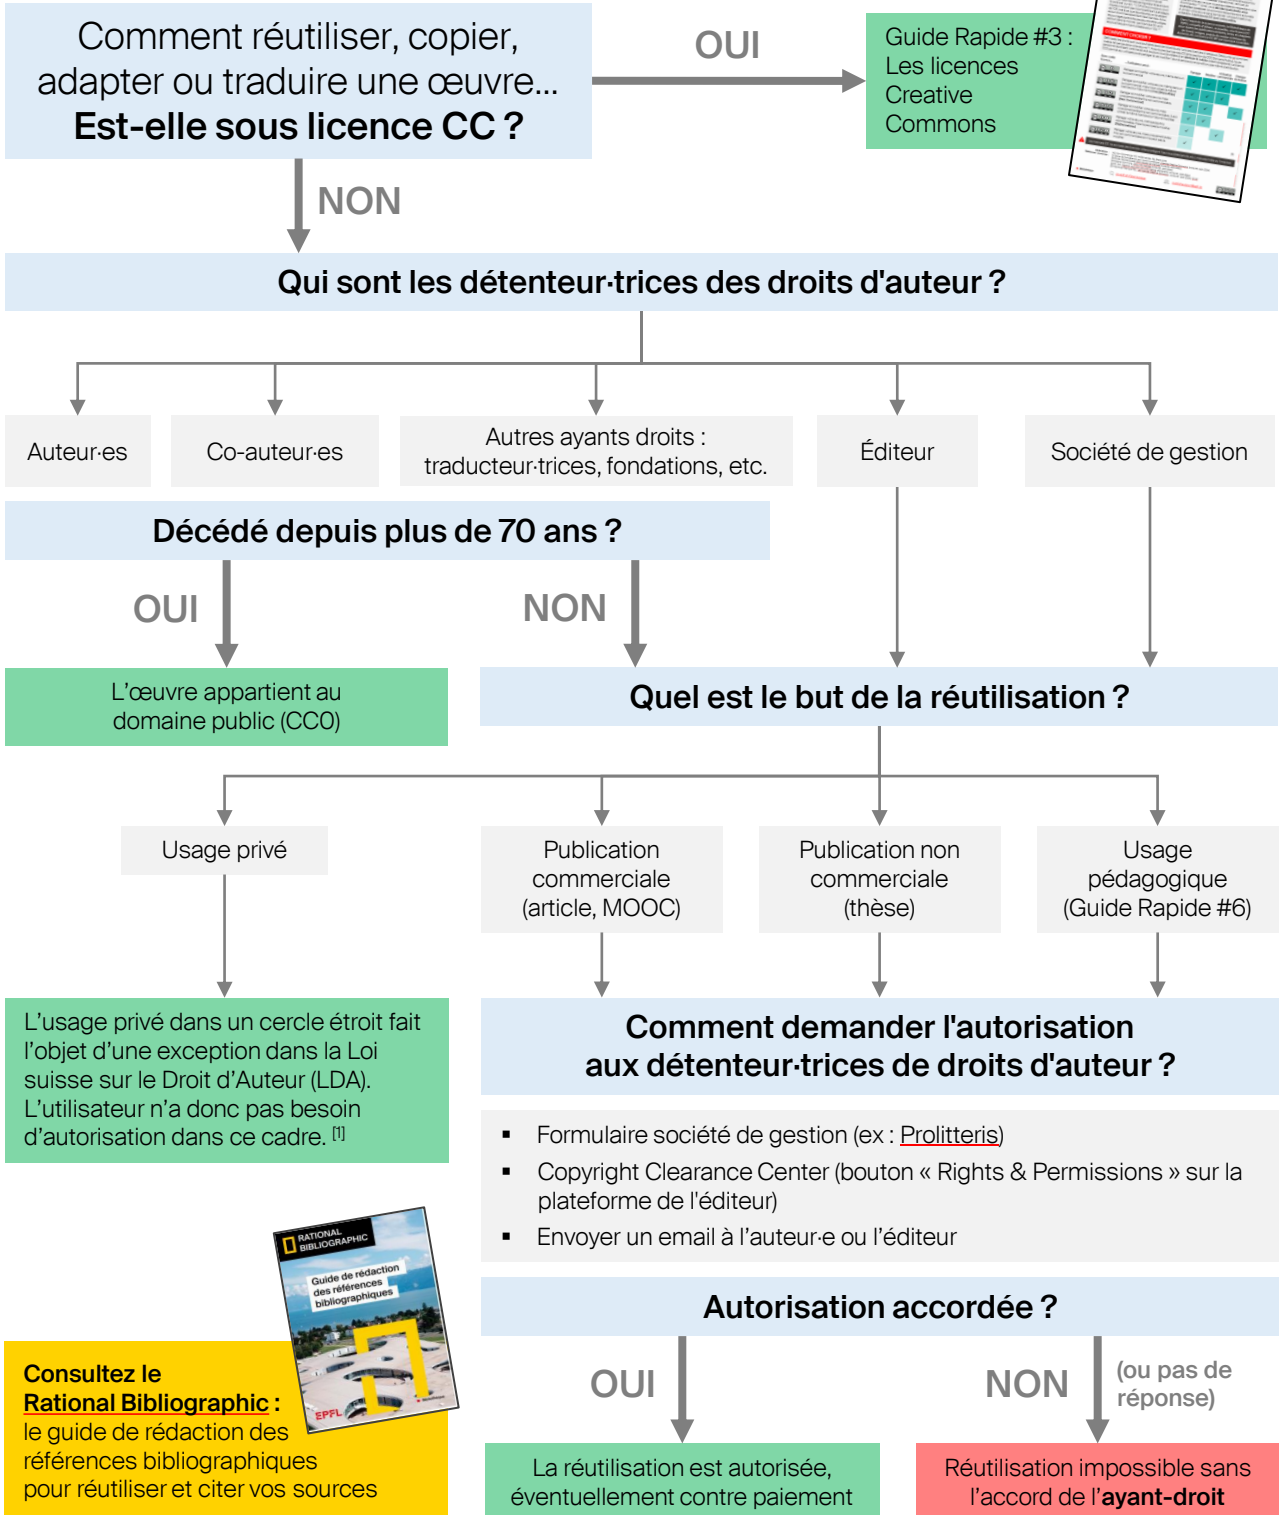 Comment réutiliser, copier,
adapter ou traduire une œuvre...
Est-elle sous licence CC ?
OUI
Guide Rapide #3 :
Les licences
Creative
Commons
NON
Qui sont les détenteur·trices des droits d'auteur ?
Auteur·es
Co-auteur·es
Autres ayants droits :
traducteur·trices, fondations, etc.
Éditeur
Société de gestion
Décédé depuis plus de 70 ans ?
OUI
NON
L'œuvre appartient au
domaine public (CC0)
Quel est le but de la réutilisation ?
Usage privé
Publication
commerciale
(article, MOOC)
Publication non
commerciale
(thèse)
Usage
pédagogique
(Guide Rapide #6)
L'usage privé dans un cercle étroit fait
l'objet d'une exception dans la Loi
suisse sur le Droit d'Auteur (LDA).
L'utilisateur n'a donc pas besoin
d'autorisation dans ce cadre. [1]
Comment demander l'autorisation
aux détenteur·trices de droits d'auteur ?
▪ Formulaire société de gestion (ex : Prolitteris)
▪ Copyright Clearance Center (bouton « Rights & Permissions » sur la
plateforme de l'éditeur)
▪ Envoyer un email à l'auteur·e ou l'éditeur
RATIONAL
BIBLIOGRAPHIC
Guide de rédaction
des références
bibliographiques
EPFL
Consultez le
Rational Bibliographic :
le guide de rédaction des
références bibliographiques
pour réutiliser et citer vos sources
Autorisation accordée ?
OUI
NON
(ou pas de
réponse)
La réutilisation est autorisée,
éventuellement contre paiement
Réutilisation impossible sans
l'accord de l'ayant-droit